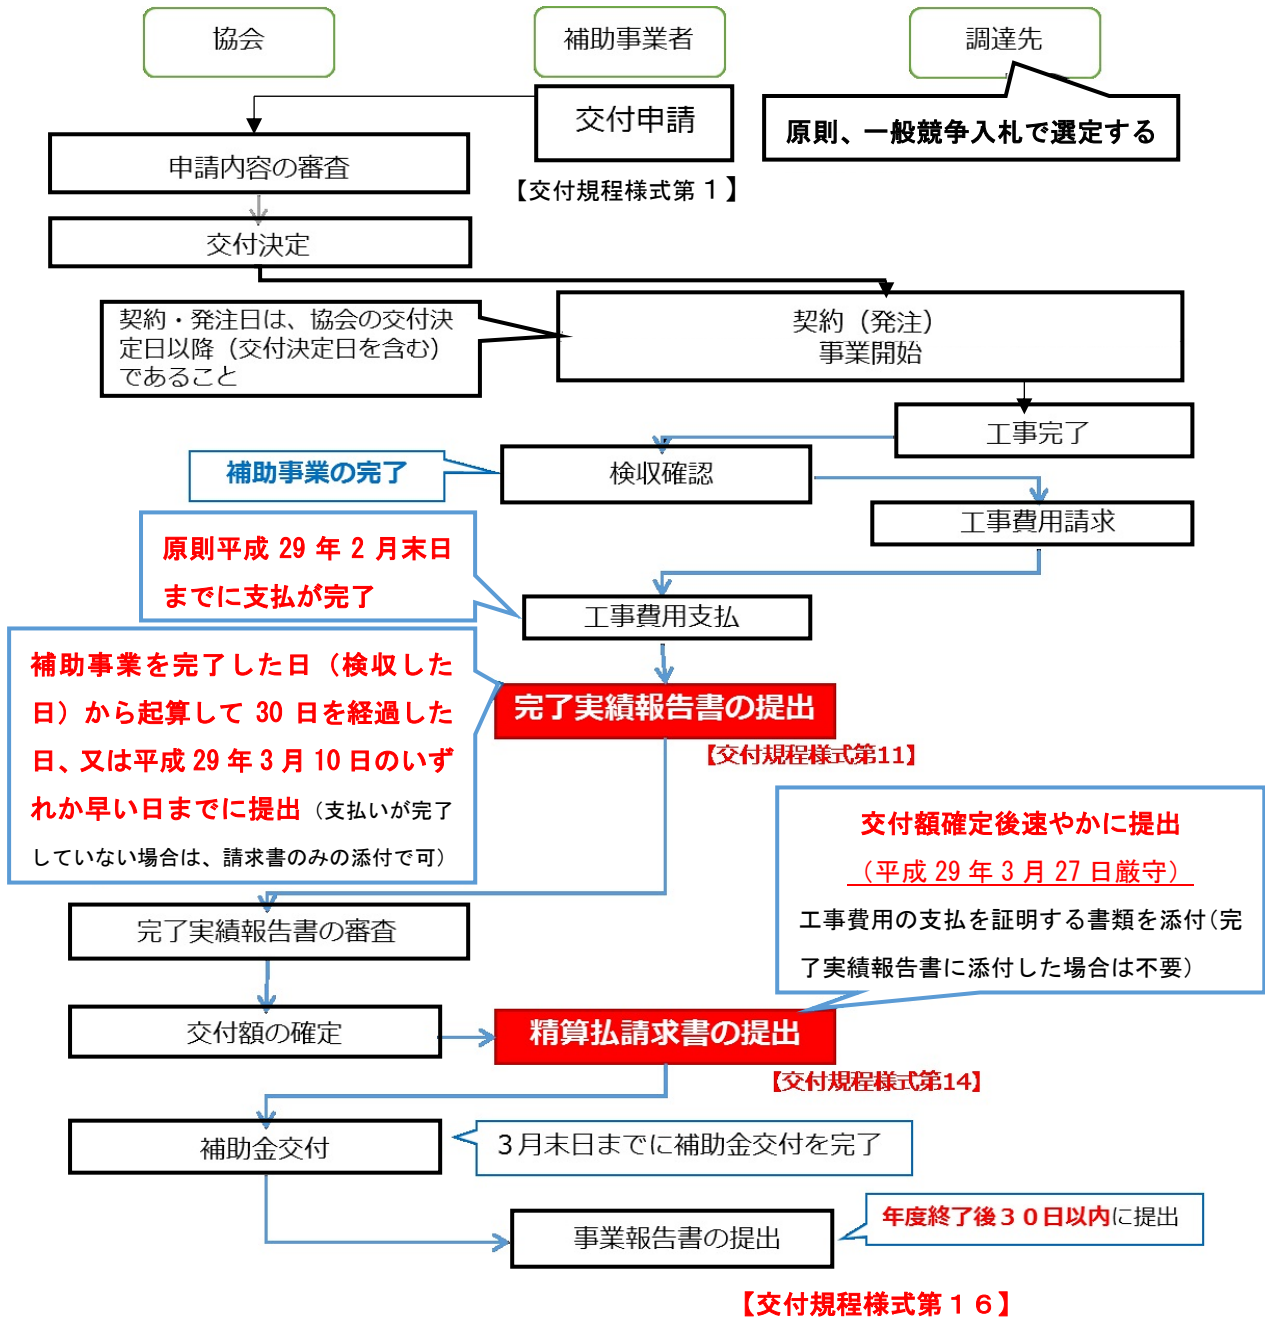 協会
補助事業者
調達先
交付申請
原則、一般競争入札で選定する
申請内容の審査
【交付規程様式第１】
交付決定
契約・発注日は、協会の交付決
定日以降（交付決定日を含む）
であること
契約（発注）
事業開始
工事完了
補助事業の完了
検収確認
工事費用請求
原則平成 29 年 2 月末日
までに支払が完了
工事費用支払
補助事業を完了した日（検収した
日）から起算して 30 日を経過した
日、又は平成 29 年 3 月 10 日のいず
れか早い日までに提出（支払いが完了
していない場合は、請求書のみの添付で可）
完了実績報告書の提出
【交付規程様式第11】
交付額確定後速やかに提出
（平成 29 年 3 月 27 日厳守）
工事費用の支払を証明する書類を添付（完
了実績報告書に添付した場合は不要）
完了実績報告書の審査
交付額の確定
精算払請求書の提出
【交付規程様式第14】
補助金交付
３月末日までに補助金交付を完了
年度終了後３０日以内に提出
事業報告書の提出
【交付規程様式第１６】